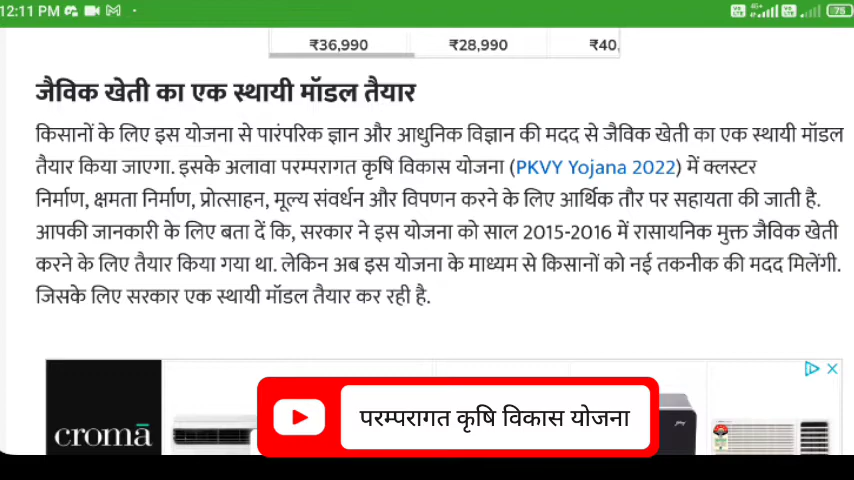 12:11 PM
75
₹36,990 ₹28,990 ₹40,
जैविक खेती का एक स्थायी मॉडल तैयार
किसानों के लिए इस योजना से पारंपरिक ज्ञान और आधुनिक विज्ञान की मदद से जैविक खेती का एक स्थायी मॉडल
तैयार किया जाएगा. इसके अलावा परम्परागत कृषि विकास योजना (PKVY Yojana 2022) में क्लस्टर
निर्माण, क्षमता निर्माण, प्रोत्साहन, मूल्य संवर्धन और विपणन करने के लिए आर्थिक तौर पर सहायता की जाती है.
आपकी जानकारी के लिए बता दें कि, सरकार ने इस योजना को साल 2015-2016 में रासायनिक मुक्त जैविक खेती
करने के लिए तैयार किया गया था. लेकिन अब इस योजना के माध्यम से किसानों को नई तकनीक की मदद मिलेंगी.
जिसके लिए सरकार एक स्थायी मॉडल तैयार कर रही है.
croma
परम्परागत कृषि विकास योजना